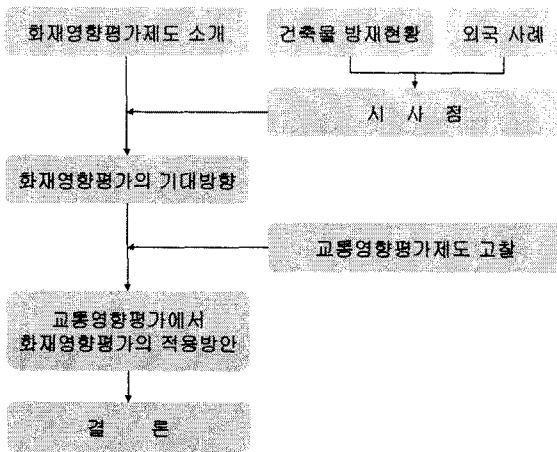 화재영향평가제도 소개
건축물 방재현황
외국 사례
시 사 점
화재영향평가의 기대방향
교통영향평가제도 고찰
교통영향평가에서
화재영향평가의 적용방안
결 론